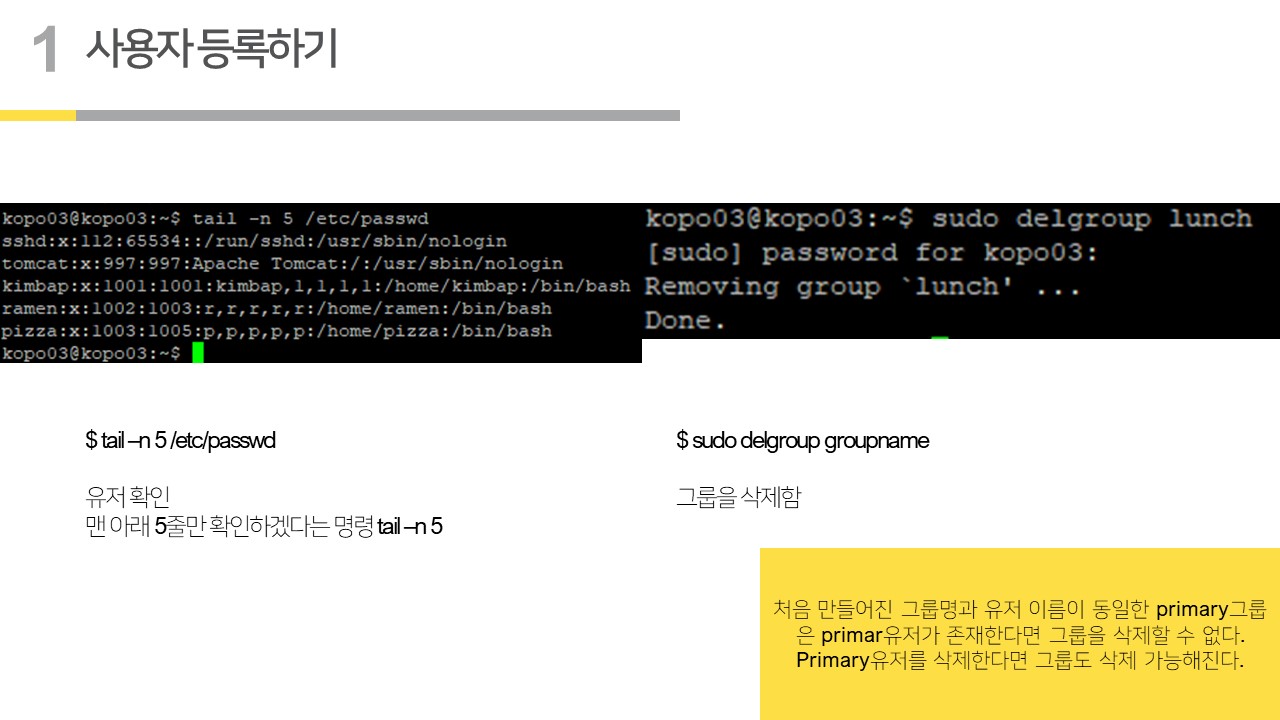 1 사용자 등록하기
kopo03@kopo03:~$ tail -n 5 /etc/passwd
sshd:x:112:65534::/run/sshd:/usr/sbin/nologin
tomcat:x:997:997:Apache Tomcat:/:/usr/sbin/nologin
kimbap:x:1001:1001:kimbap,1,1,1,1:/home/kimbap:/bin/bash
ramen:x:1002:1003:r,r,r,r,r:/home/ramen:/bin/bash
pizza:x:1003:1005:p,p,p,p,p:/home/pizza:/bin/bash
kopo03@kopo03:~$
kopo03@kopo03:~$ sudo delgroup lunch
[sudo] password for kopo03:
Removing group `lunch' ...
Done.
$ tail –n 5 /etc/passwd
유저 확인
맨 아래 5줄만 확인하겠다는 명령 tail –n 5
$ sudo delgroup groupname
그룹을 삭제함
처음 만들어진 그룹명과 유저 이름이 동일한 primary그룹
은 primar유저가 존재한다면 그룹을 삭제할 수 없다.
Primary유저를 삭제한다면 그룹도 삭제 가능해진다.